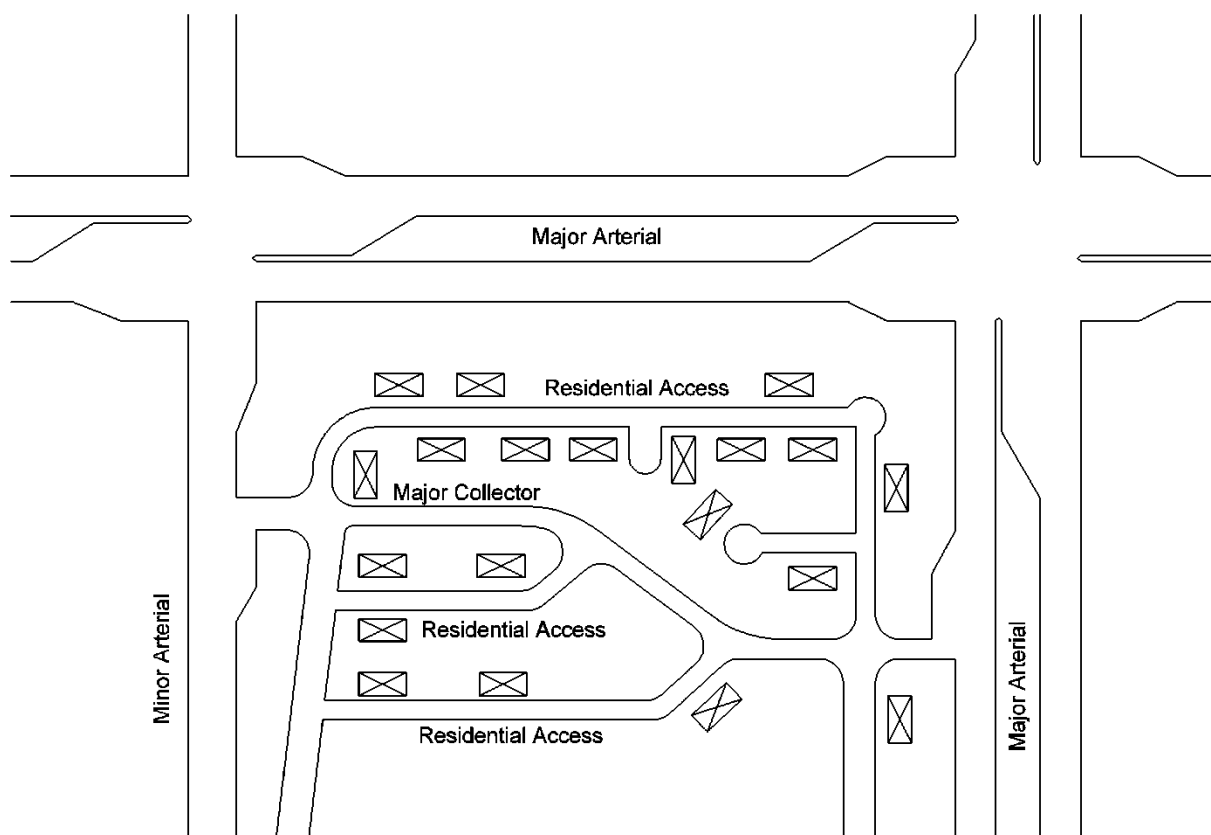 Major Arterial
Residential Access
Major Collector
Residential Access
Minor Arterial
Major Arterial
Residential Access